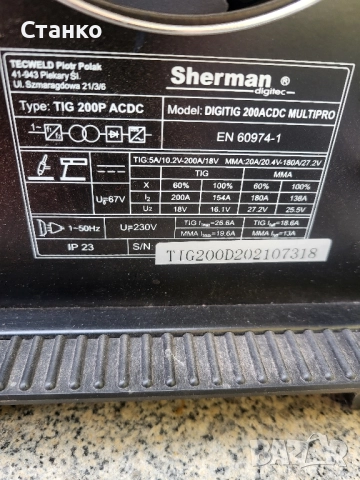 Станко
TECWELD Piotr Polak
41-943 Piekary Śl.
Ul. Szmaragdowa 21/3/6
Sherman ®
digitec
Type: TIG 200P ACDC
Model: DIGITIG 200ACDC MULTIPRO
EN 60974-1
TIG:5A/10.2V-200A/18V MMA:20A/20.4V-180A/27.2V
TIG MMA
X 60% 100% 60% 100%
U₀=67V I₂ 200A 154A 180A 136A
U₂ 18V 16.1V 27.2V 25.5V
1~50Hz U₁=230V TIG I₁max=26.6A TIG I₁eff=18.6A
MMA I₁max=19.6A MMA I₁eff=13A
IP 23 S/N: TIG200D202107318
bazar